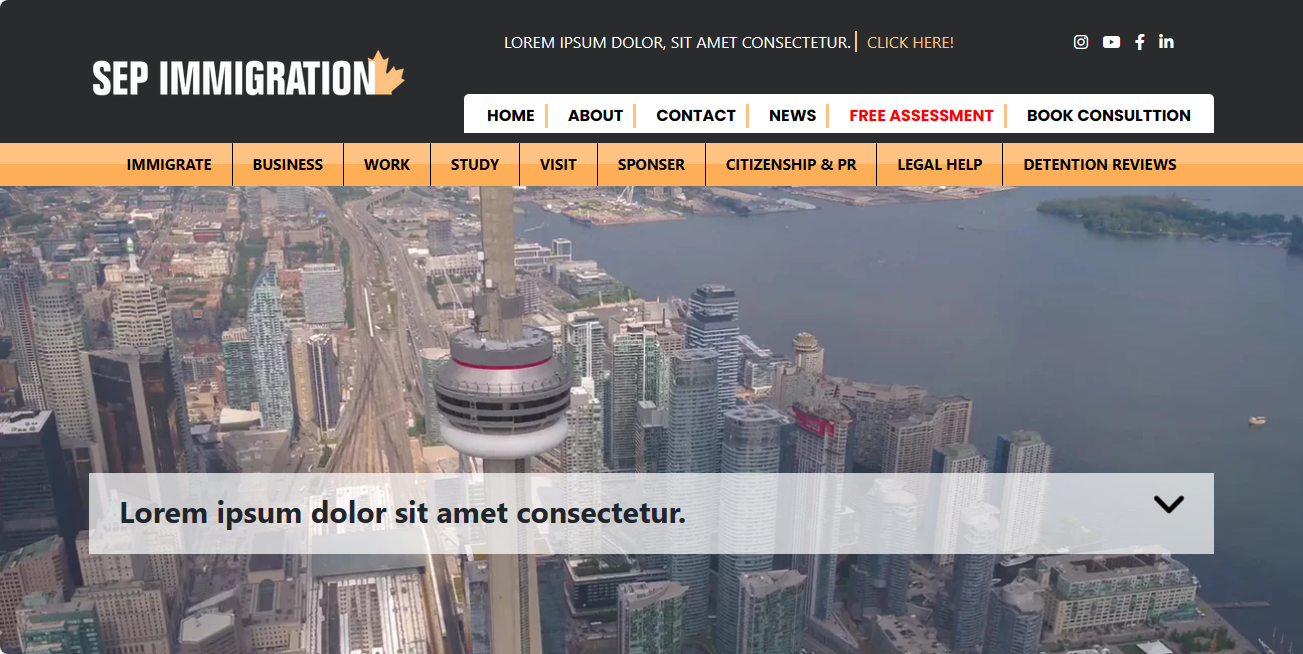 LOREM IPSUM DOLOR, SIT AMET CONSECTETUR. CLICK HERE!
SEP IMMIGRATION
HOME ABOUT CONTACT NEWS FREE ASSESSMENT BOOK CONSULTTION
IMMIGRATE BUSINESS WORK STUDY VISIT SPONSER CITIZENSHIP & PR LEGAL HELP DETENTION REVIEWS
Lorem ipsum dolor sit amet consectetur.